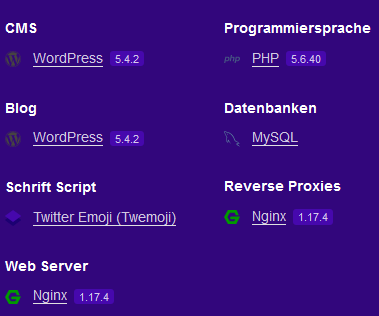 CMS
WordPress 5.4.2
Blog
WordPress 5.4.2
Schrift Script
Twitter Emoji (Twemoji)
Web Server
Nginx 1.17.4
Programmiersprache
php PHP 5.6.40
Datenbanken
MySQL
Reverse Proxies
Nginx 1.17.4